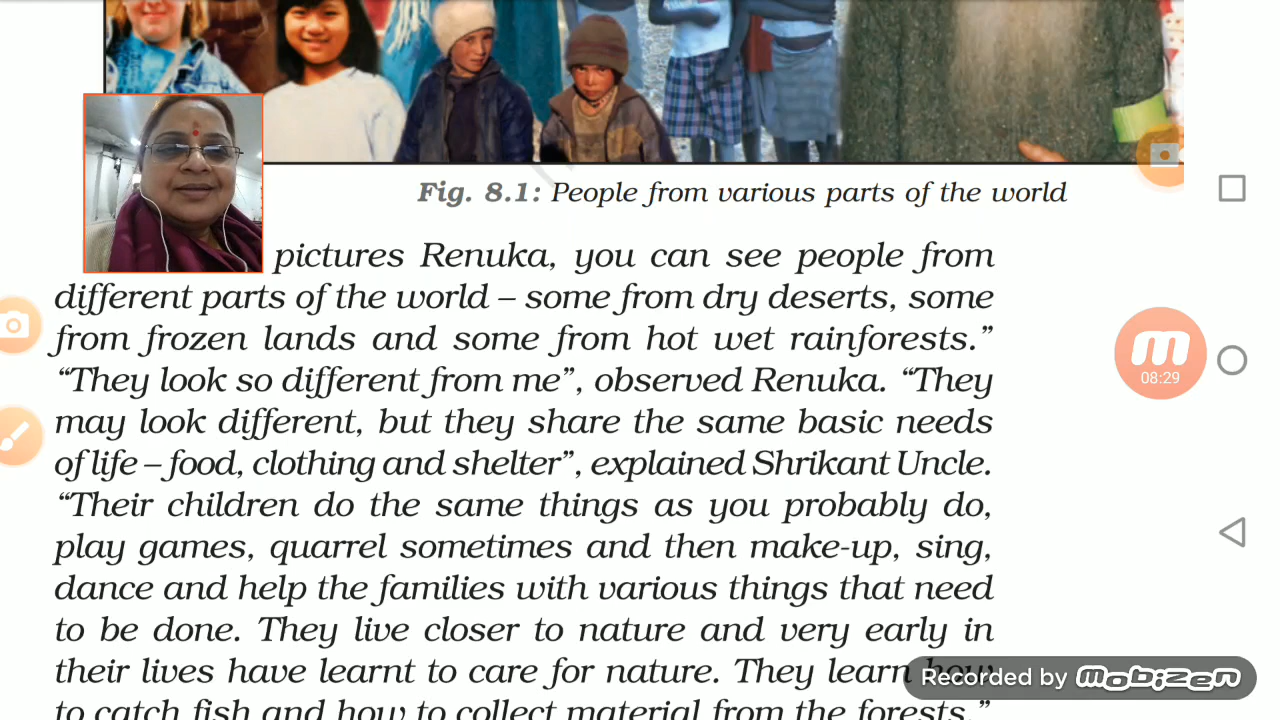 Fig. 8.1: People from various parts of the world
pictures Renuka, you can see people from
different parts of the world – some from dry deserts, some
from frozen lands and some from hot wet rainforests.”
“They look so different from me”, observed Renuka. “They
may look different, but they share the same basic needs
of life – food, clothing and shelter”, explained Shrikant Uncle.
“Their children do the same things as you probably do,
play games, quarrel sometimes and then make-up, sing,
dance and help the families with various things that need
to be done. They live closer to nature and very early in
their lives have learnt to care for nature. They learn how
to catch fish and how to collect material from the forests.”
m
08:29
Recorded by mobizen